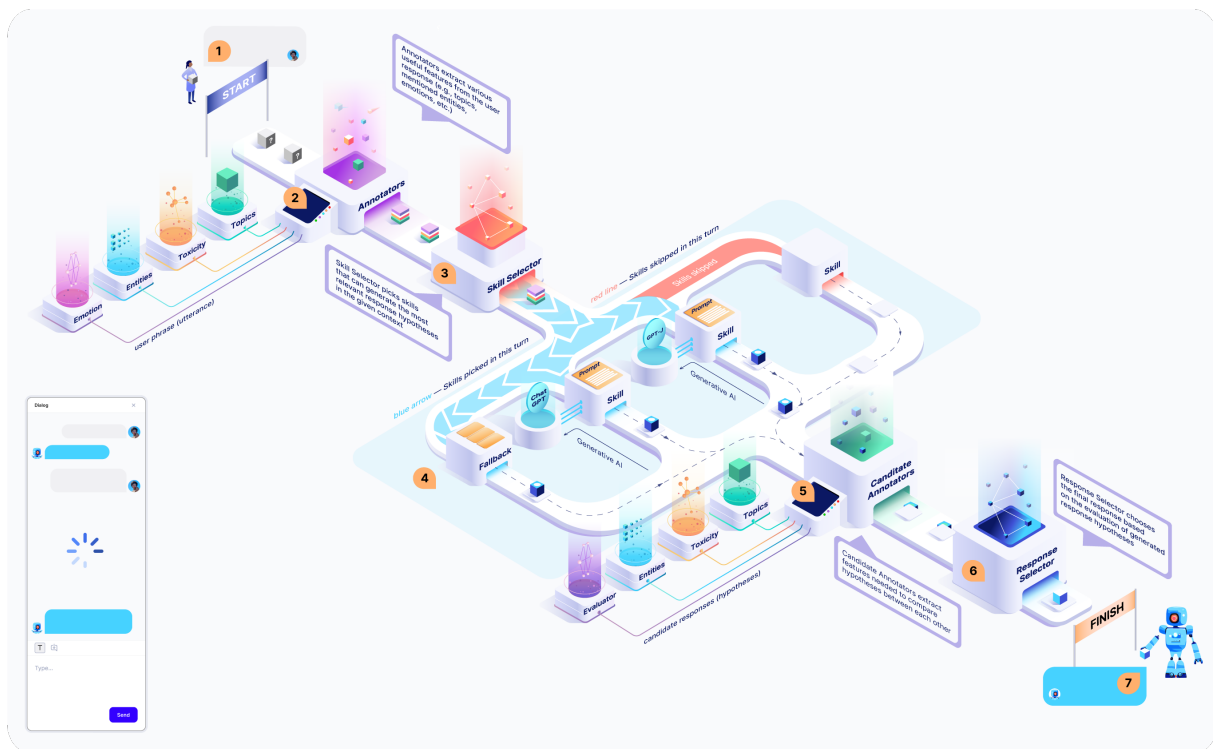 1
START
Annotators extract various
useful features from the user
response (e.g., topics,
mentioned entities,
emotions, etc.)
?
?
2
Annotators
Topics
Toxicity
Entities
Emotion
user phrase (utterance)
3
Skill Selector
Skill Selector picks skills
that can generate the most
relevant response hypotheses
in the given context
red line — Skills skipped in this turn
Skills skipped
Skill
blue arrow — Skills picked in this turn
Prompt
Skill
GPT-J
Generative AI
Prompt
Skill
Chat
GPT
Generative AI
Fallback
4
Canditate
Annotators
5
Topics
Toxicity
Entities
Evaluator
candidate responses (hypotheses)
Candidate Annotators extract
features needed to compare
hypotheses between each other
Response Selector chooses
the final response based
on the evaluation of generated
response hypotheses
6
Response
Selector
FINISH
7
Dialog
×
T
Type...
Send